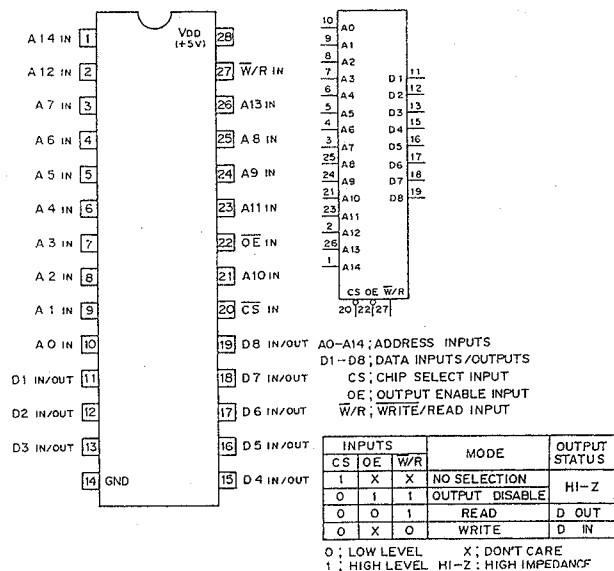 A14 IN 1
VDD
(+5V)
28
A12 IN 2
27 W/R IN
A7 IN 3
26 A13 IN
A6 IN 4
25 A8 IN
A5 IN 5
24 A9 IN
A4 IN 6
23 A11 IN
A3 IN 7
22 OE IN
A2 IN 8
21 A10 IN
A1 IN 9
20 CS IN
A0 IN 10
19 D8 IN/OUT
D1 IN/OUT 11
18 D7 IN/OUT
D2 IN/OUT 12
17 D6 IN/OUT
D3 IN/OUT 13
16 D5 IN/OUT
14 GND
15 D4 IN/OUT
10 A0
9 A1
8 A2
7 A3
6 A4
5 A5
4 A6
3 A7
25 A8
24 A9
21 A10
23 A11
2 A12
26 A13
1 A14
D1 11
D2 12
D3 13
D4 15
D5 16
D6 17
D7 18
D8 19
CS OE W/R
20 22 27
A0-A14; ADDRESS INPUTS
D1-D8; DATA INPUTS/OUTPUTS
CS; CHIP SELECT INPUT
OE; OUTPUT ENABLE INPUT
W/R; WRITE/READ INPUT
INPUTS MODE OUTPUT STATUS
CS OE W/R
1 X X NO SELECTION HI-Z
0 1 1 OUTPUT DISABLE
0 0 1 READ D OUT
0 X 0 WRITE D IN
0; LOW LEVEL X; DON'T CARE
1; HIGH LEVEL HI-Z; HIGH IMPEDANCE